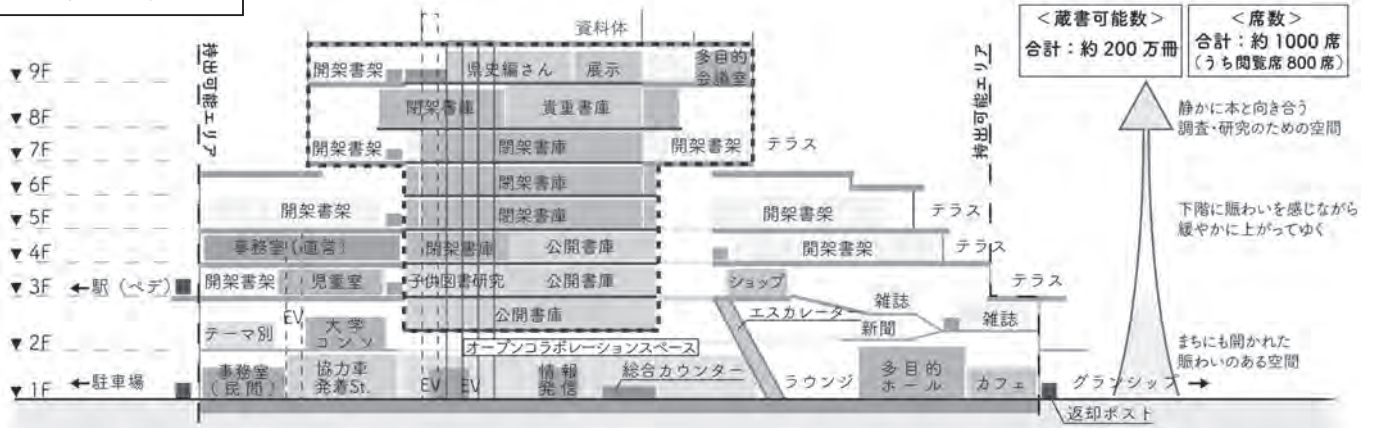 資料体
<蔵書可能数>
合計：約200万冊
<席数>
合計：約1000席
（うち閲覧席800席）
持出可能エリア
持出可能エリア
▼9F
開架書架
県史編さん
展示
多目的
会議室
▼8F
閉架書庫
貴重書庫
静かに本と向き合う
調査・研究のための空間
▼7F
開架書架
閉架書庫
開架書架
テラス
▼6F
閉架書庫
▼5F
開架書架
閉架書庫
開架書架
テラス
下階に賑わいを感じながら
緩やかに上がってゆく
▼4F
事務室（直営）
閉架書庫
公開書庫
開架書架
テラス
▼3F
←駅（ペデ）
開架書架
児童室
子供図書研究
公開書庫
ショップ
テラス
公開書庫
エスカレーター
雑誌
新聞
雑誌
▼2F
テーマ別
EV
大学
コンソ
オープンコラボレーションスペース
まちにも開かれた
賑わいのある空間
▼1F
←駐車場
事務室
（民間）
協力車
発着St.
EV
EV
情報
発信
総合カウンター
ラウンジ
多目的
ホール
カフェ
グランシップ→
返却ポスト